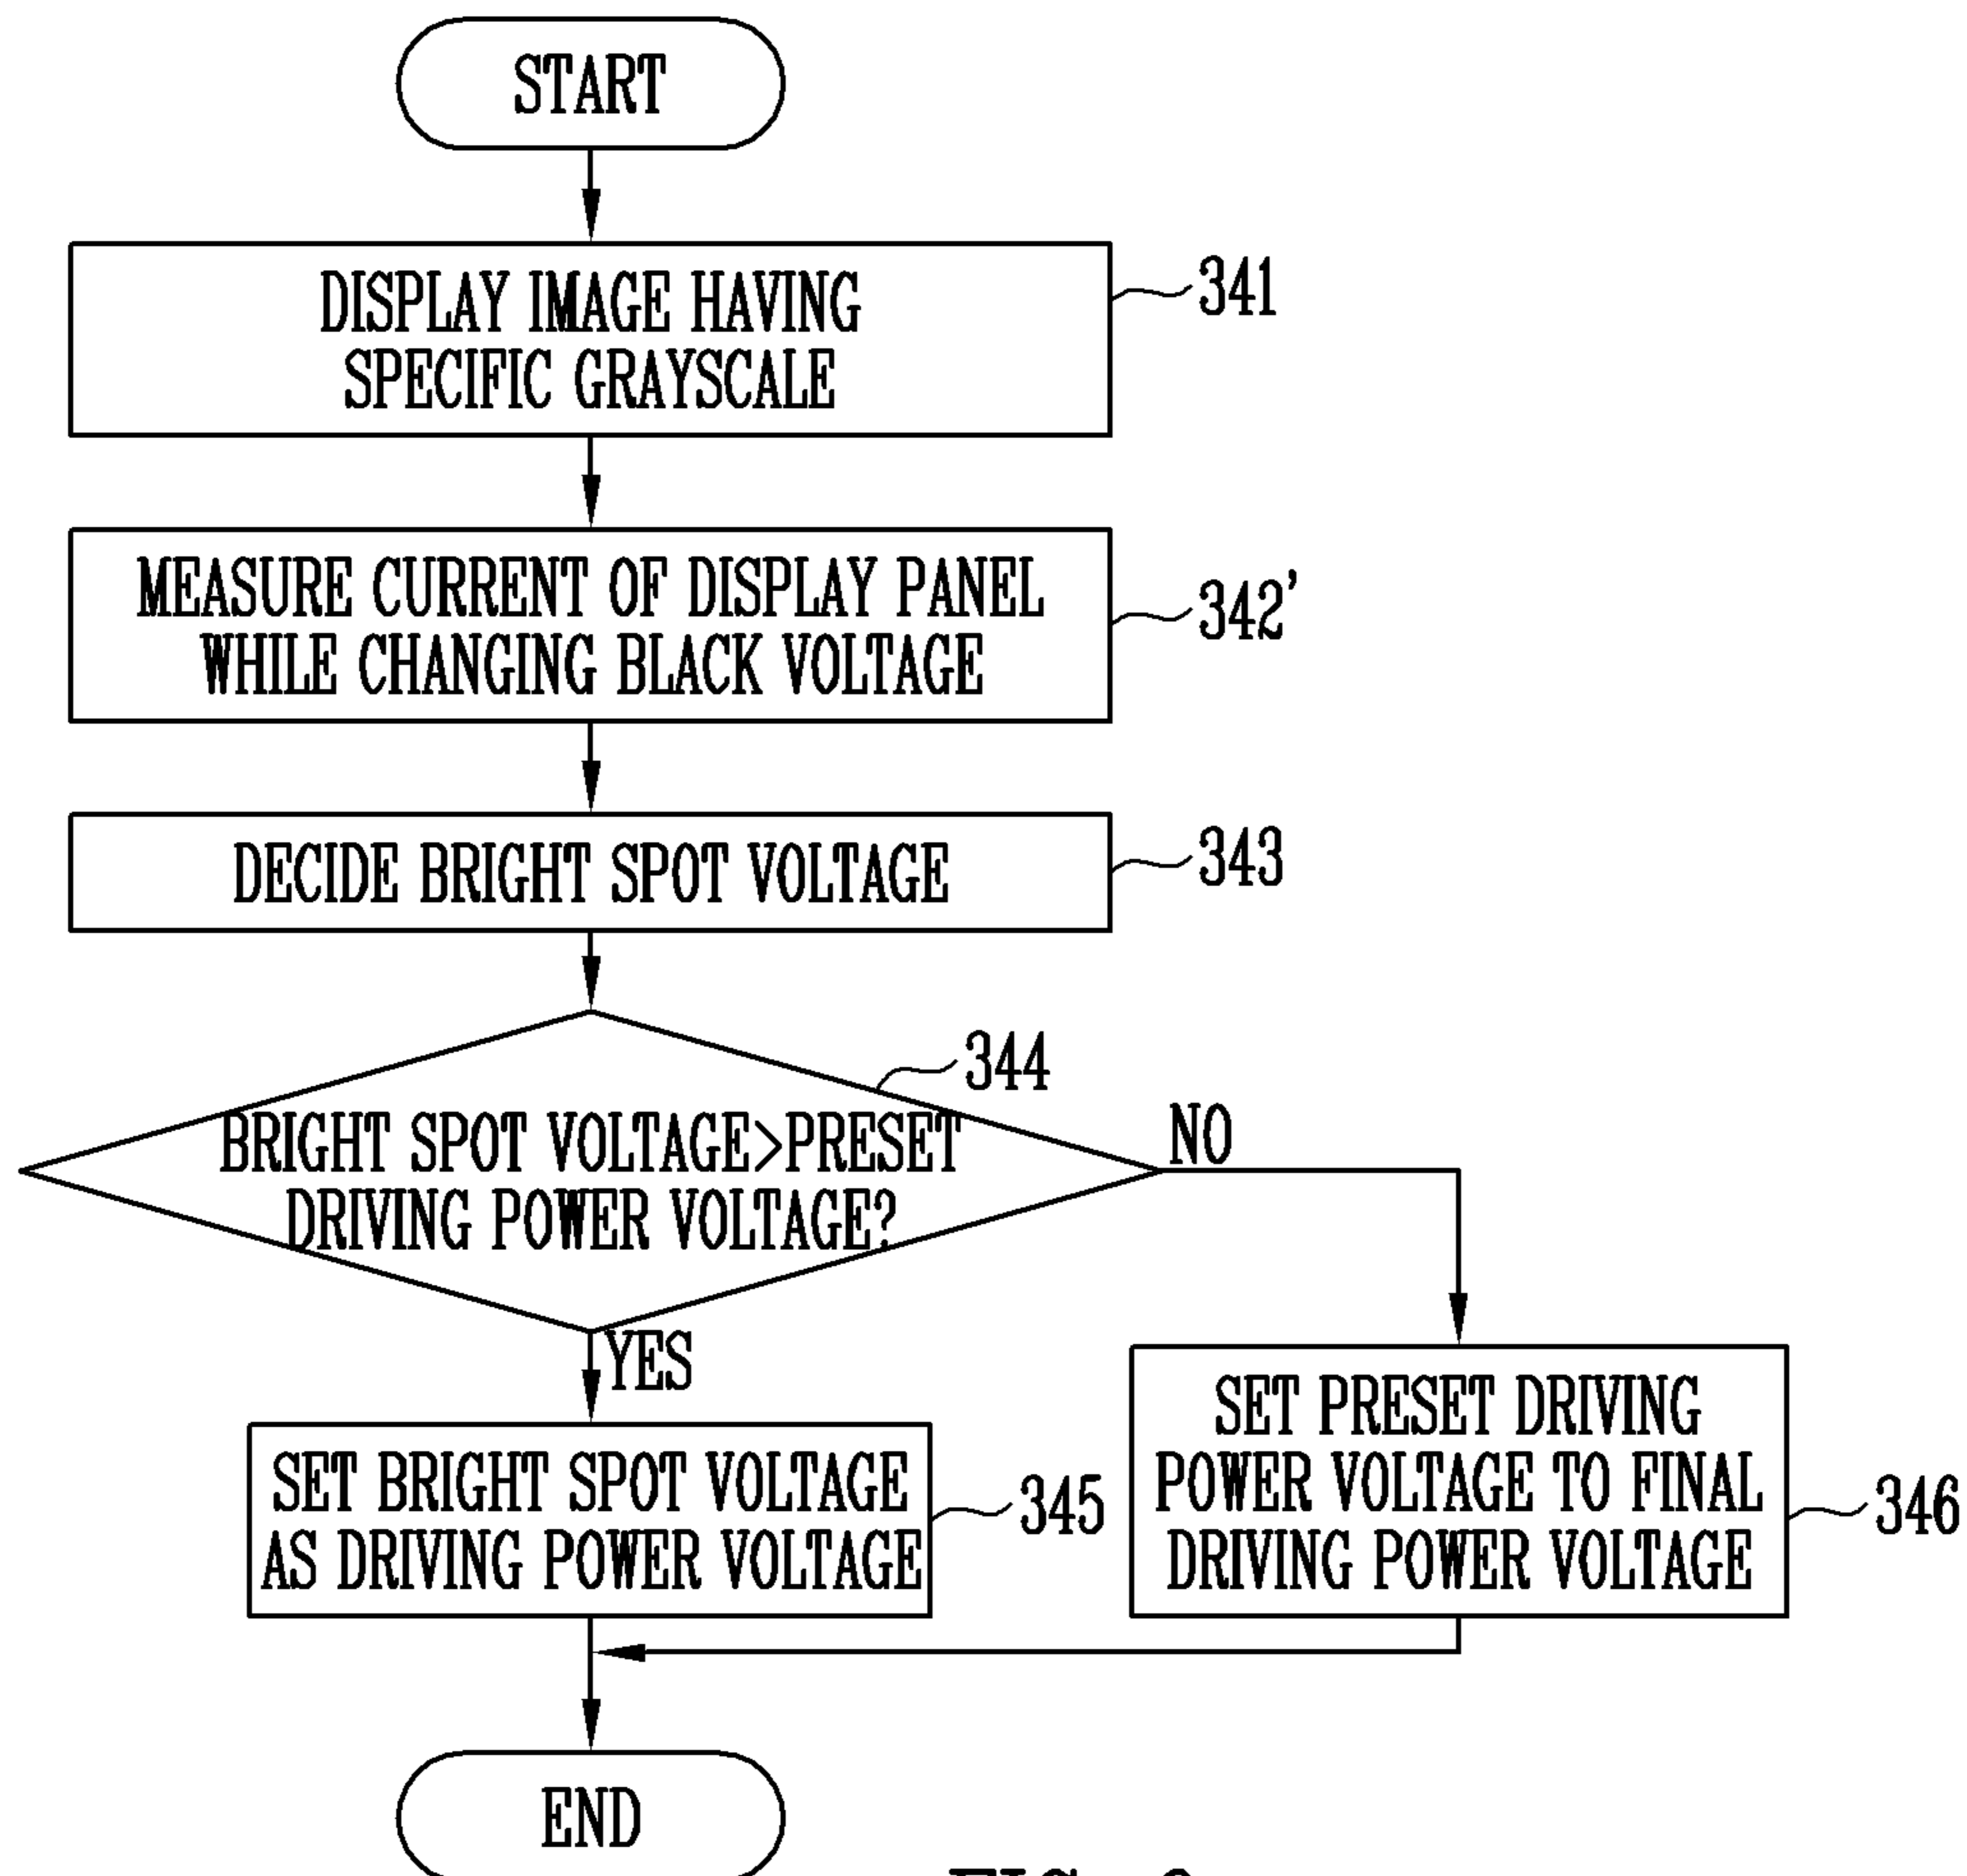 START
DISPLAY IMAGE HAVING
SPECIFIC GRAYSCALE
341
MEASURE CURRENT OF DISPLAY PANEL
WHILE CHANGING BLACK VOLTAGE
342'
DECIDE BRIGHT SPOT VOLTAGE
343
344
BRIGHT SPOT VOLTAGE>PRESET
DRIVING POWER VOLTAGE?
NO
YES
SET BRIGHT SPOT VOLTAGE
AS DRIVING POWER VOLTAGE
345
SET PRESET DRIVING
POWER VOLTAGE TO FINAL
DRIVING POWER VOLTAGE
346
END